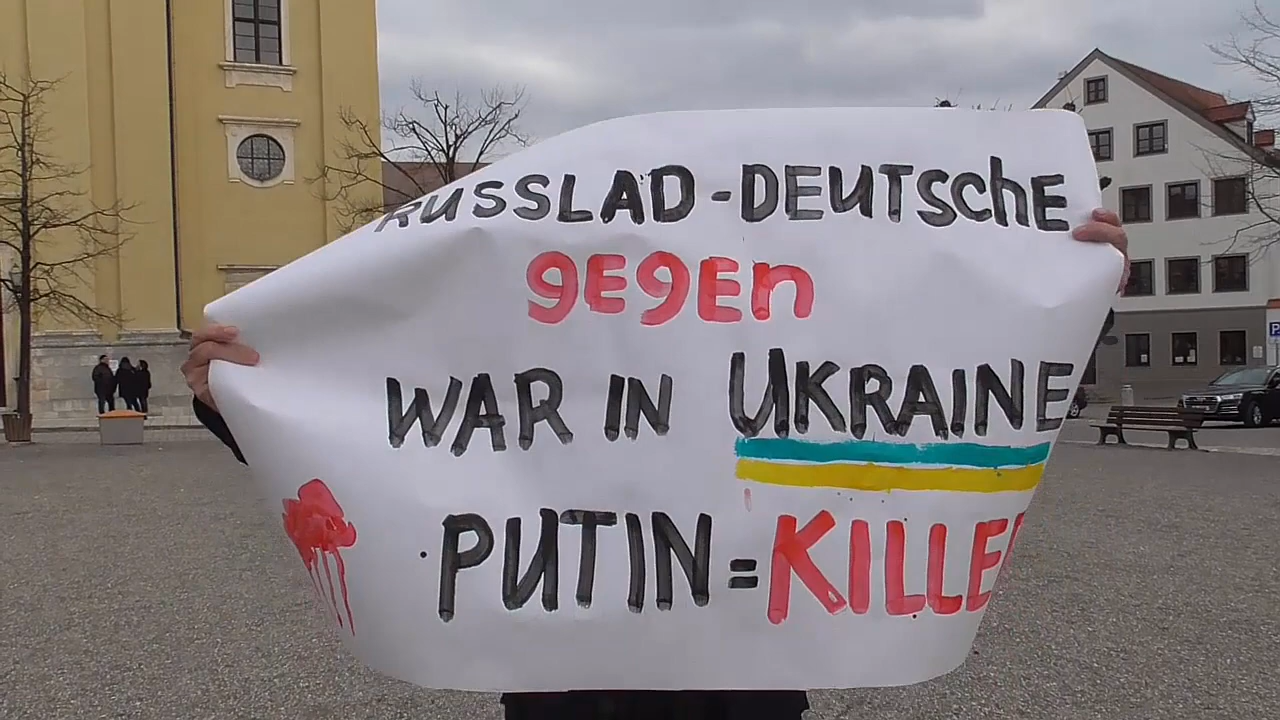 RUSSLAD-DEUTSCHE
gEgEn
WAR IN UKRAINE
PUTIN=KILLER
P